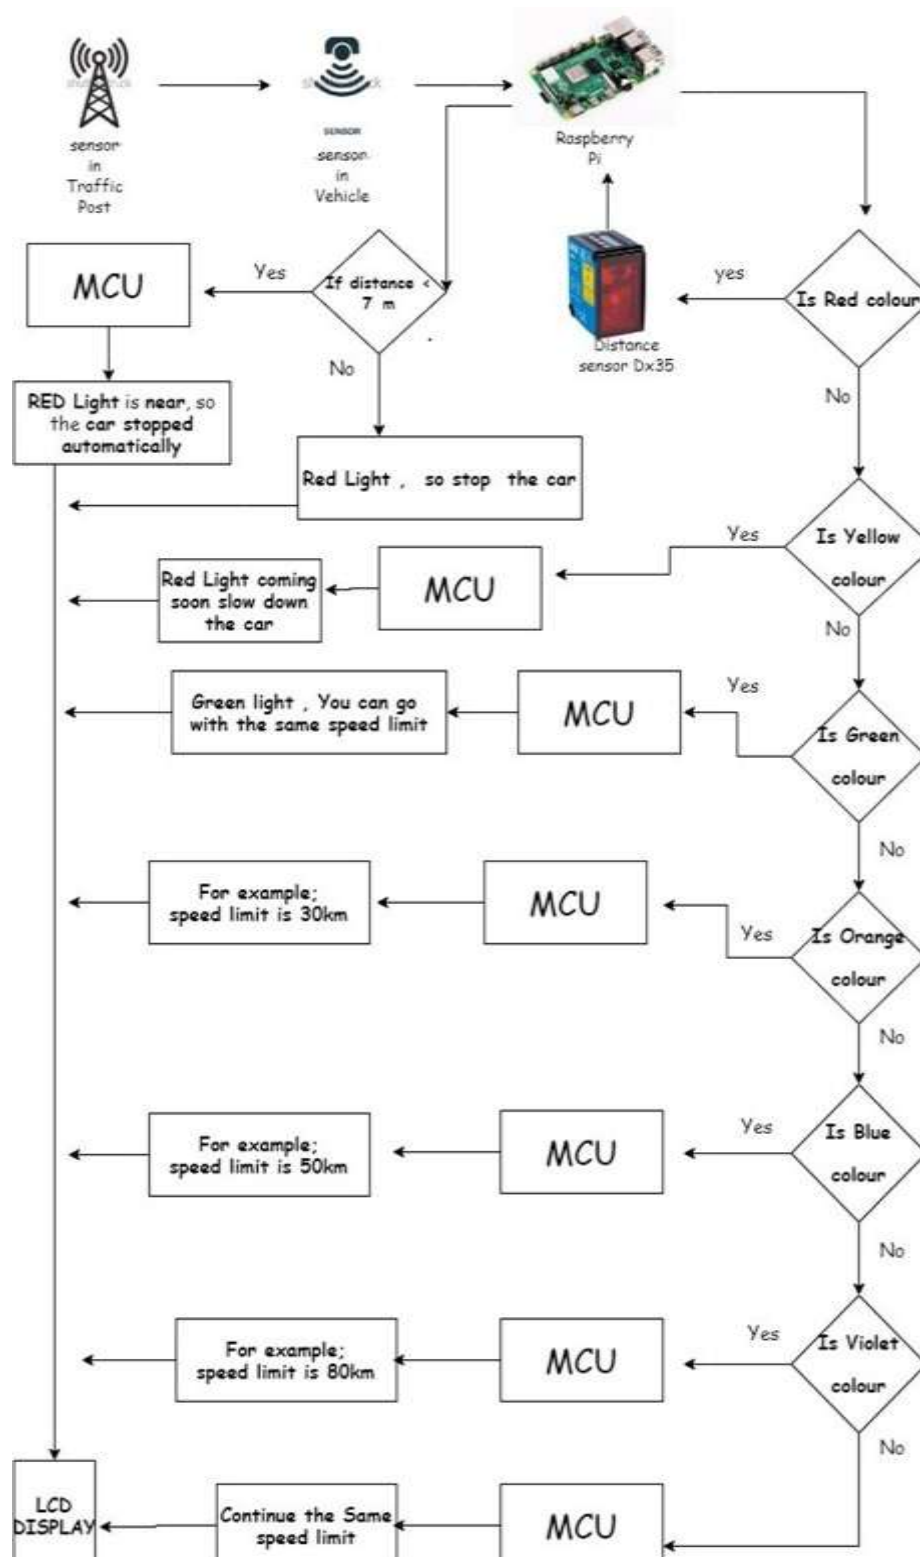 sensor
in
Traffic
Post
SENSOR
sensor
in
Vehicle
Raspberry
Pi
MCU
Yes
If distance <
7 m
No
yes
Is Red colour
No
Distance
sensor Dx35
RED Light is near, so
the car stopped
automatically
Red Light , so stop the car
Yes
Is Yellow
colour
No
MCU
Red Light coming
soon slow down
the car
Yes
Is Green
colour
No
MCU
Green light , You can go
with the same speed limit
Yes
Is Orange
colour
No
MCU
For example;
speed limit is 30km
Yes
Is Blue
colour
No
MCU
For example;
speed limit is 50km
Yes
Is Violet
colour
No
MCU
For example;
speed limit is 80km
LCD
DISPLAY
Continue the Same
speed limit
MCU